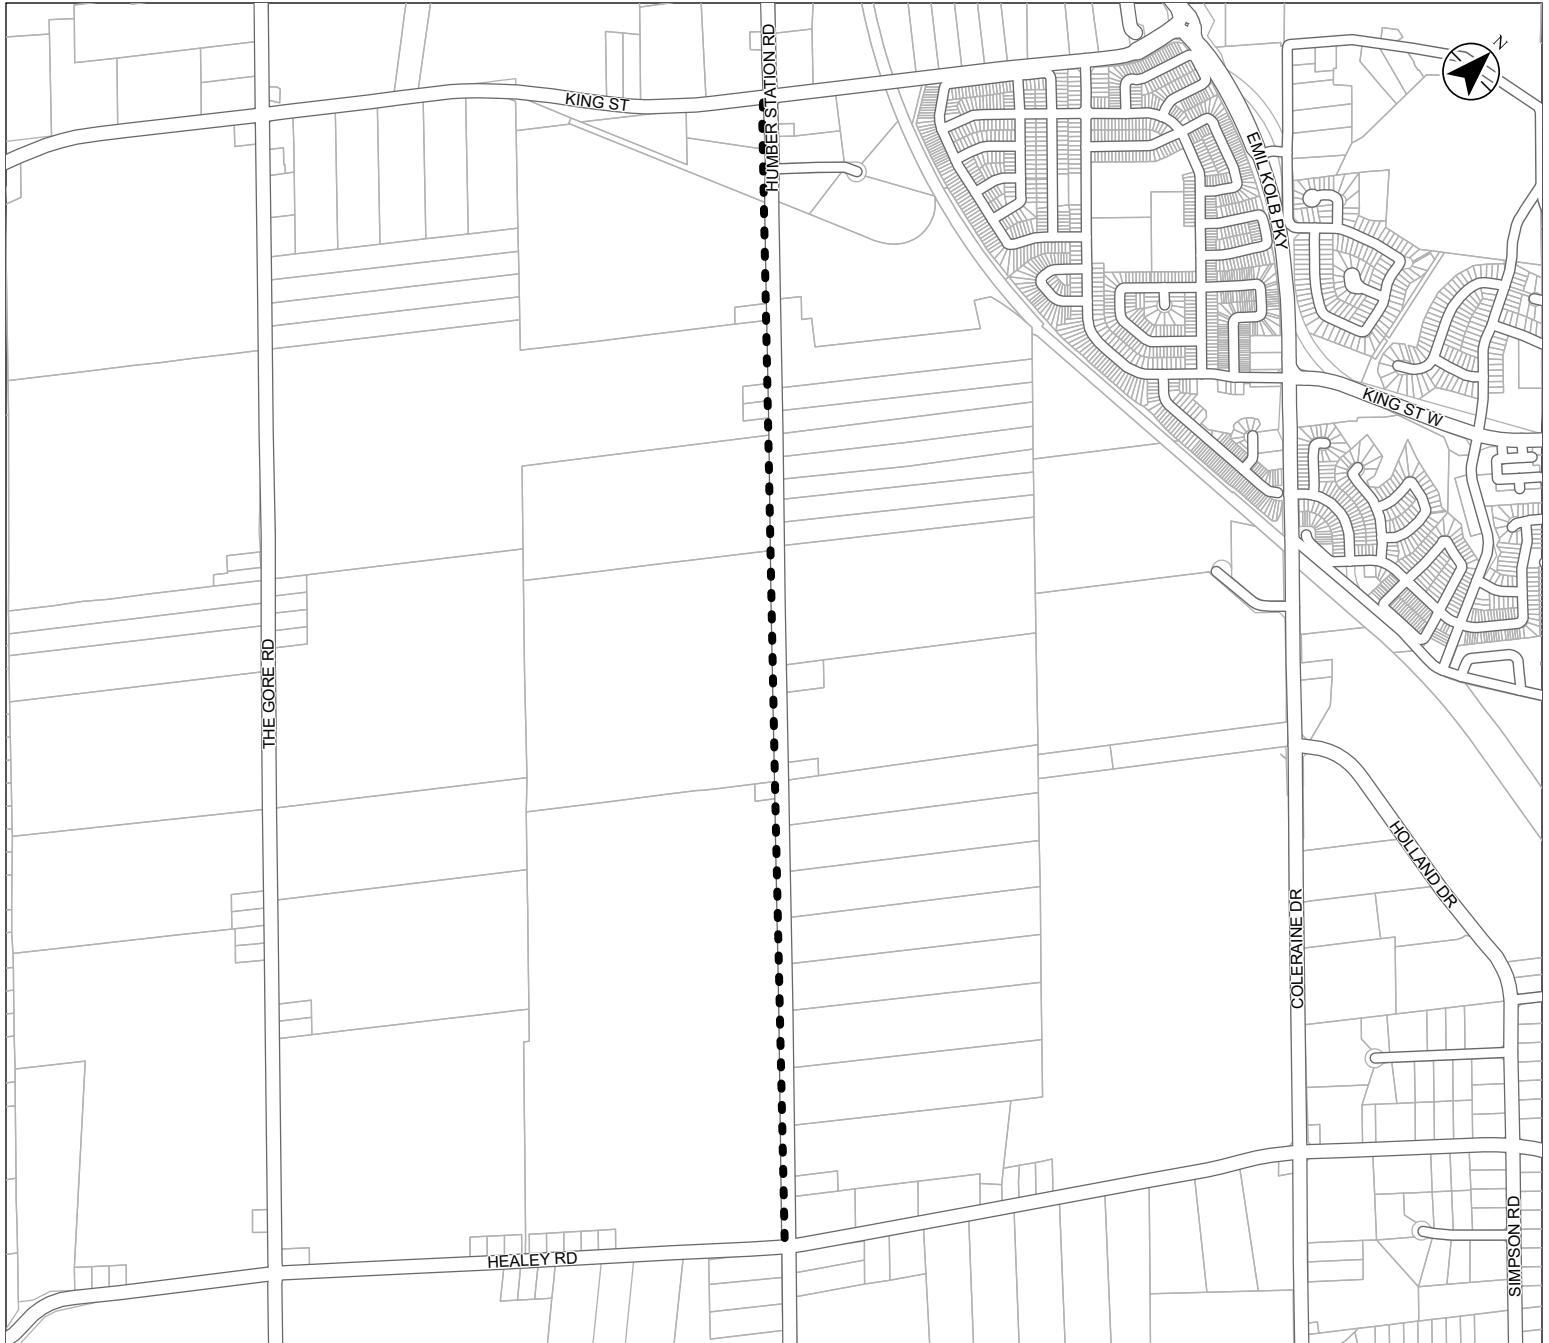 N
KING ST
HUMBER STATION RD
EMIL KOLB PKY
KING ST W
THE GORE RD
HOLLAND DR
COLERAINE DR
HEALEY RD
SIMPSON RD